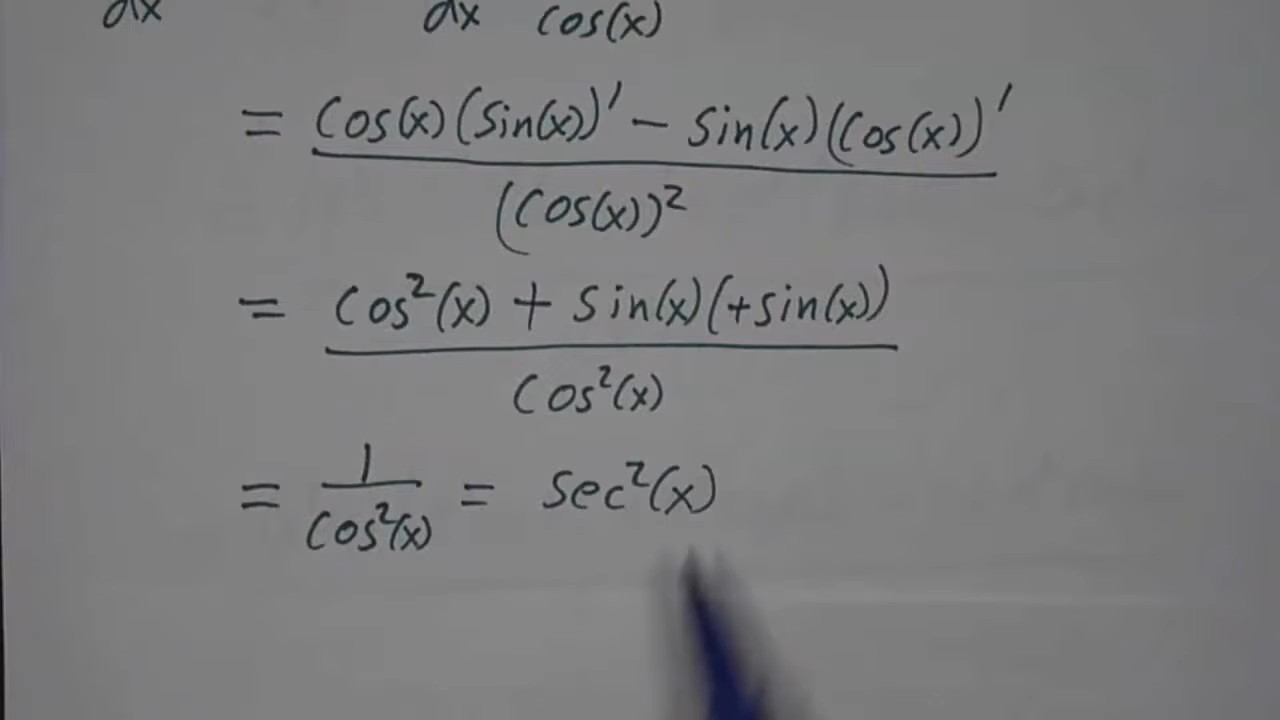 dx dx cos(x)
= cos(x)(sin(x))' - sin(x)(cos(x))'
(cos(x))²
= cos²(x) + sin(x)(+sin(x))
cos²(x)
= 1/cos²(x) = sec²(x)